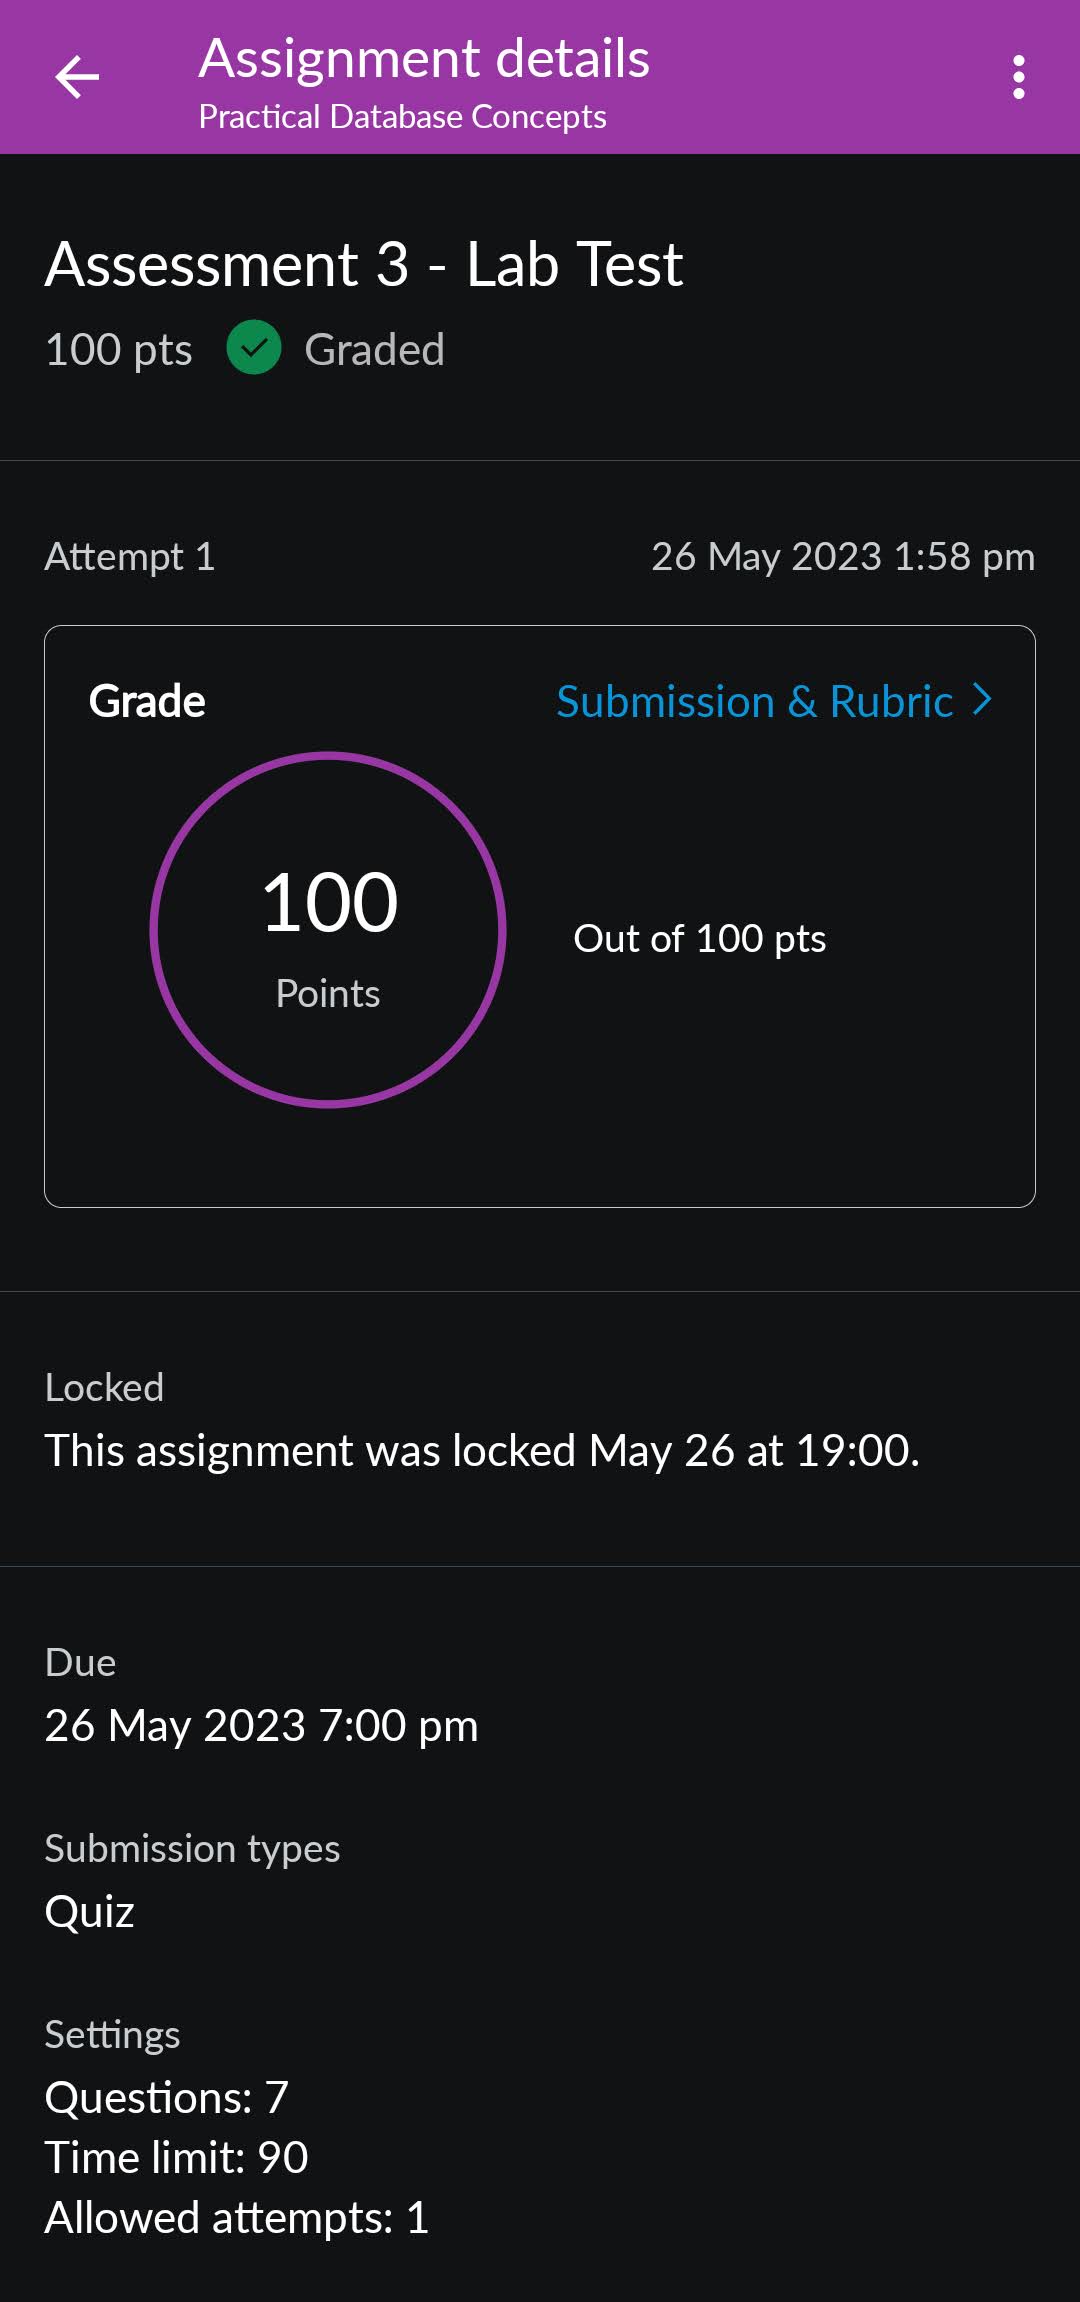 Assignment details
Practical Database Concepts
Assessment 3 - Lab Test
100 pts Graded
Attempt 1 26 May 2023 1:58 pm
Grade Submission & Rubric
100
Points
Out of 100 pts
Locked
This assignment was locked May 26 at 19:00.
Due
26 May 2023 7:00 pm
Submission types
Quiz
Settings
Questions: 7
Time limit: 90
Allowed attempts: 1